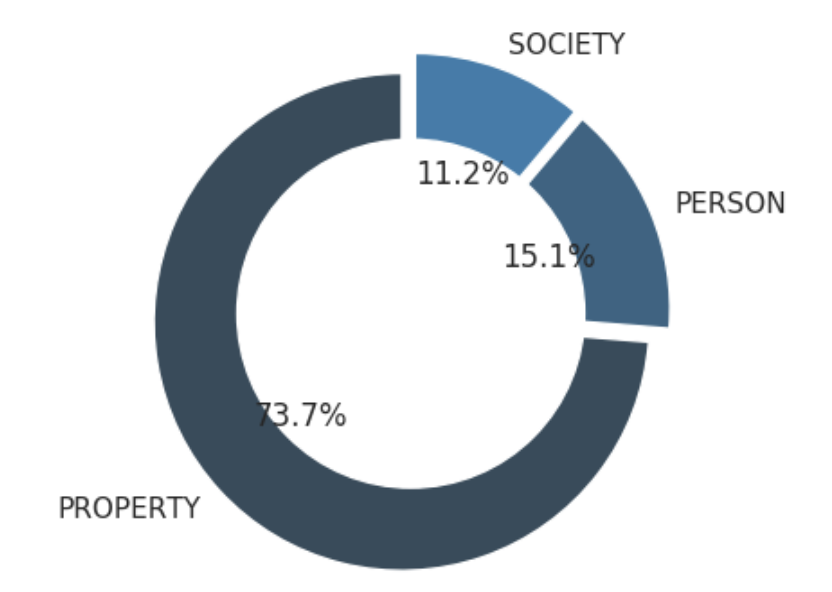 SOCIETY
11.2%
PERSON
15.1%
73.7%
PROPERTY